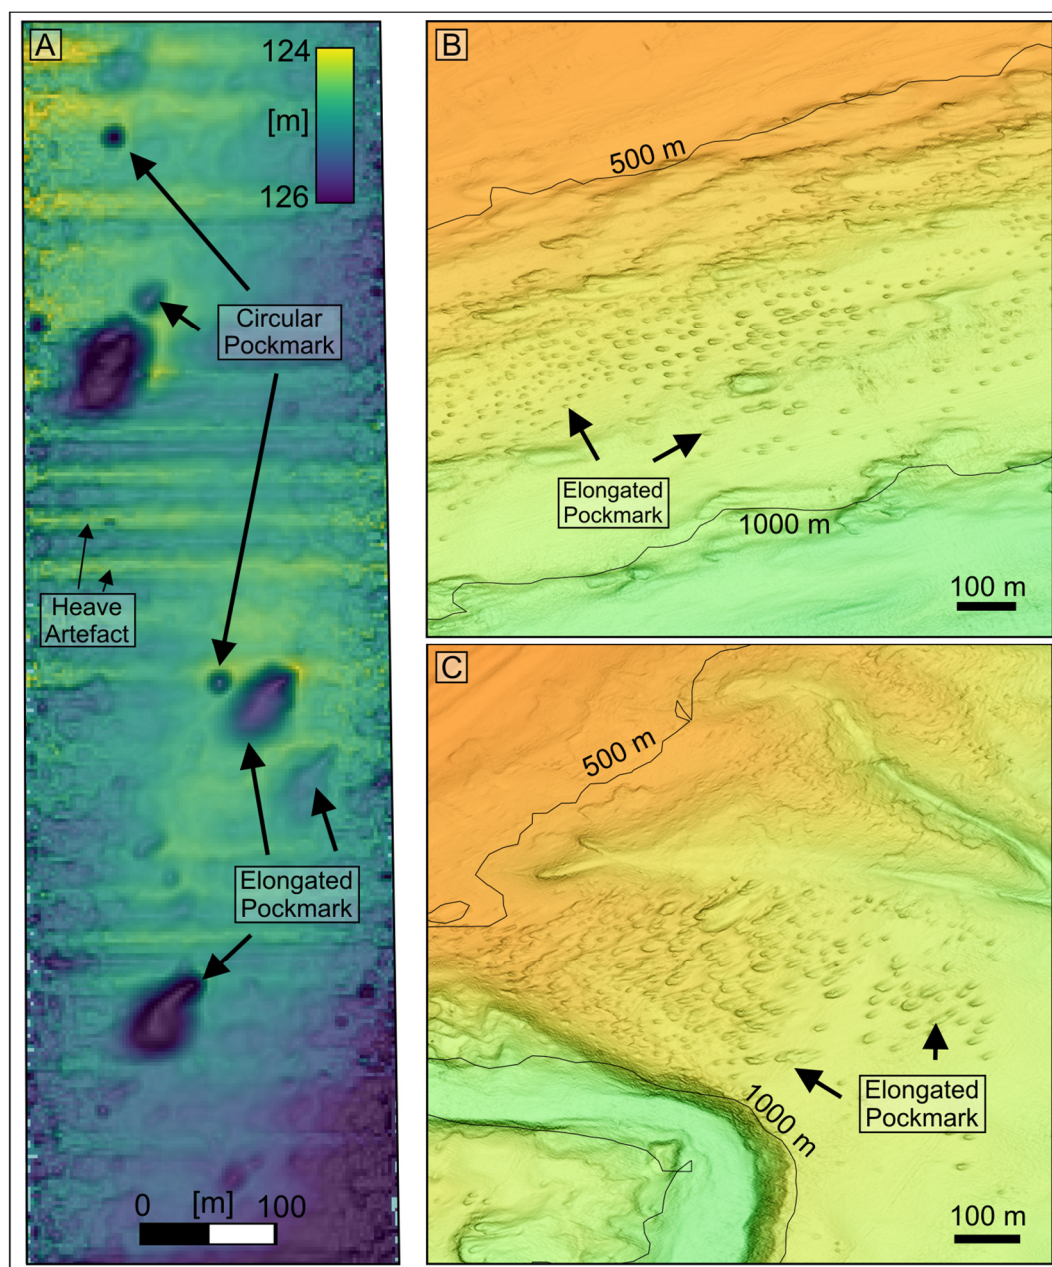 A
124
[m]
126
Circular
Pockmark
Heave
Artefact
Elongated
Pockmark
0 [m] 100
B
500 m
Elongated
Pockmark
1000 m
100 m
C
500 m
Elongated
Pockmark
1000 m
100 m